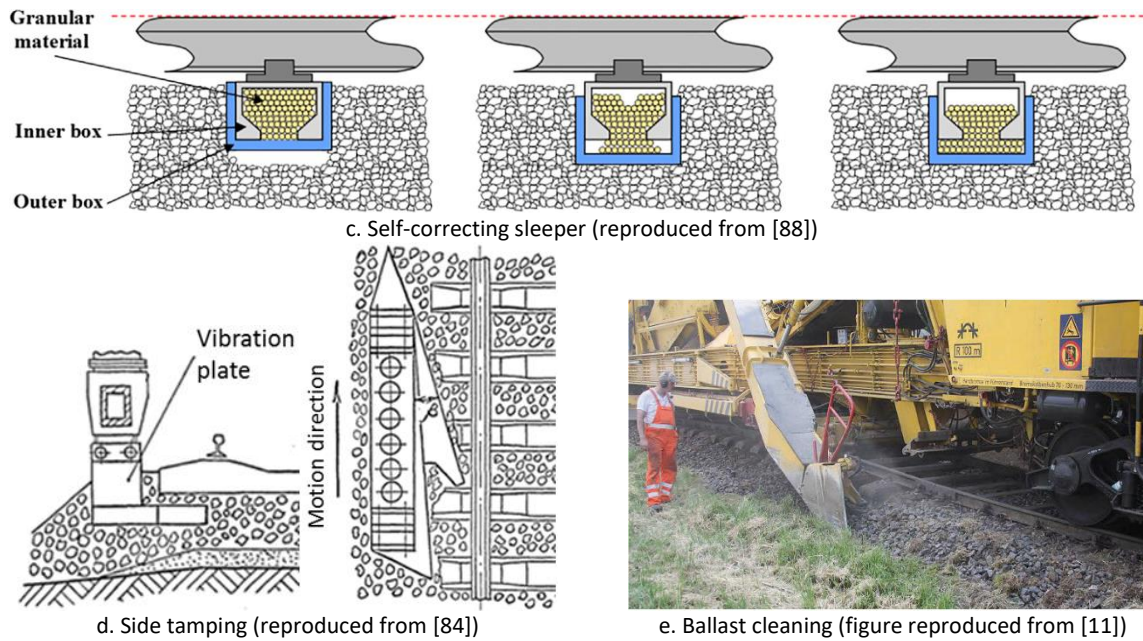 Granular
material
Inner box
Outer box
c. Self-correcting sleeper (reproduced from [88])
Vibration
plate
Motion direction
R 100 m
d. Side tamping (reproduced from [84])
e. Ballast cleaning (figure reproduced from [11])